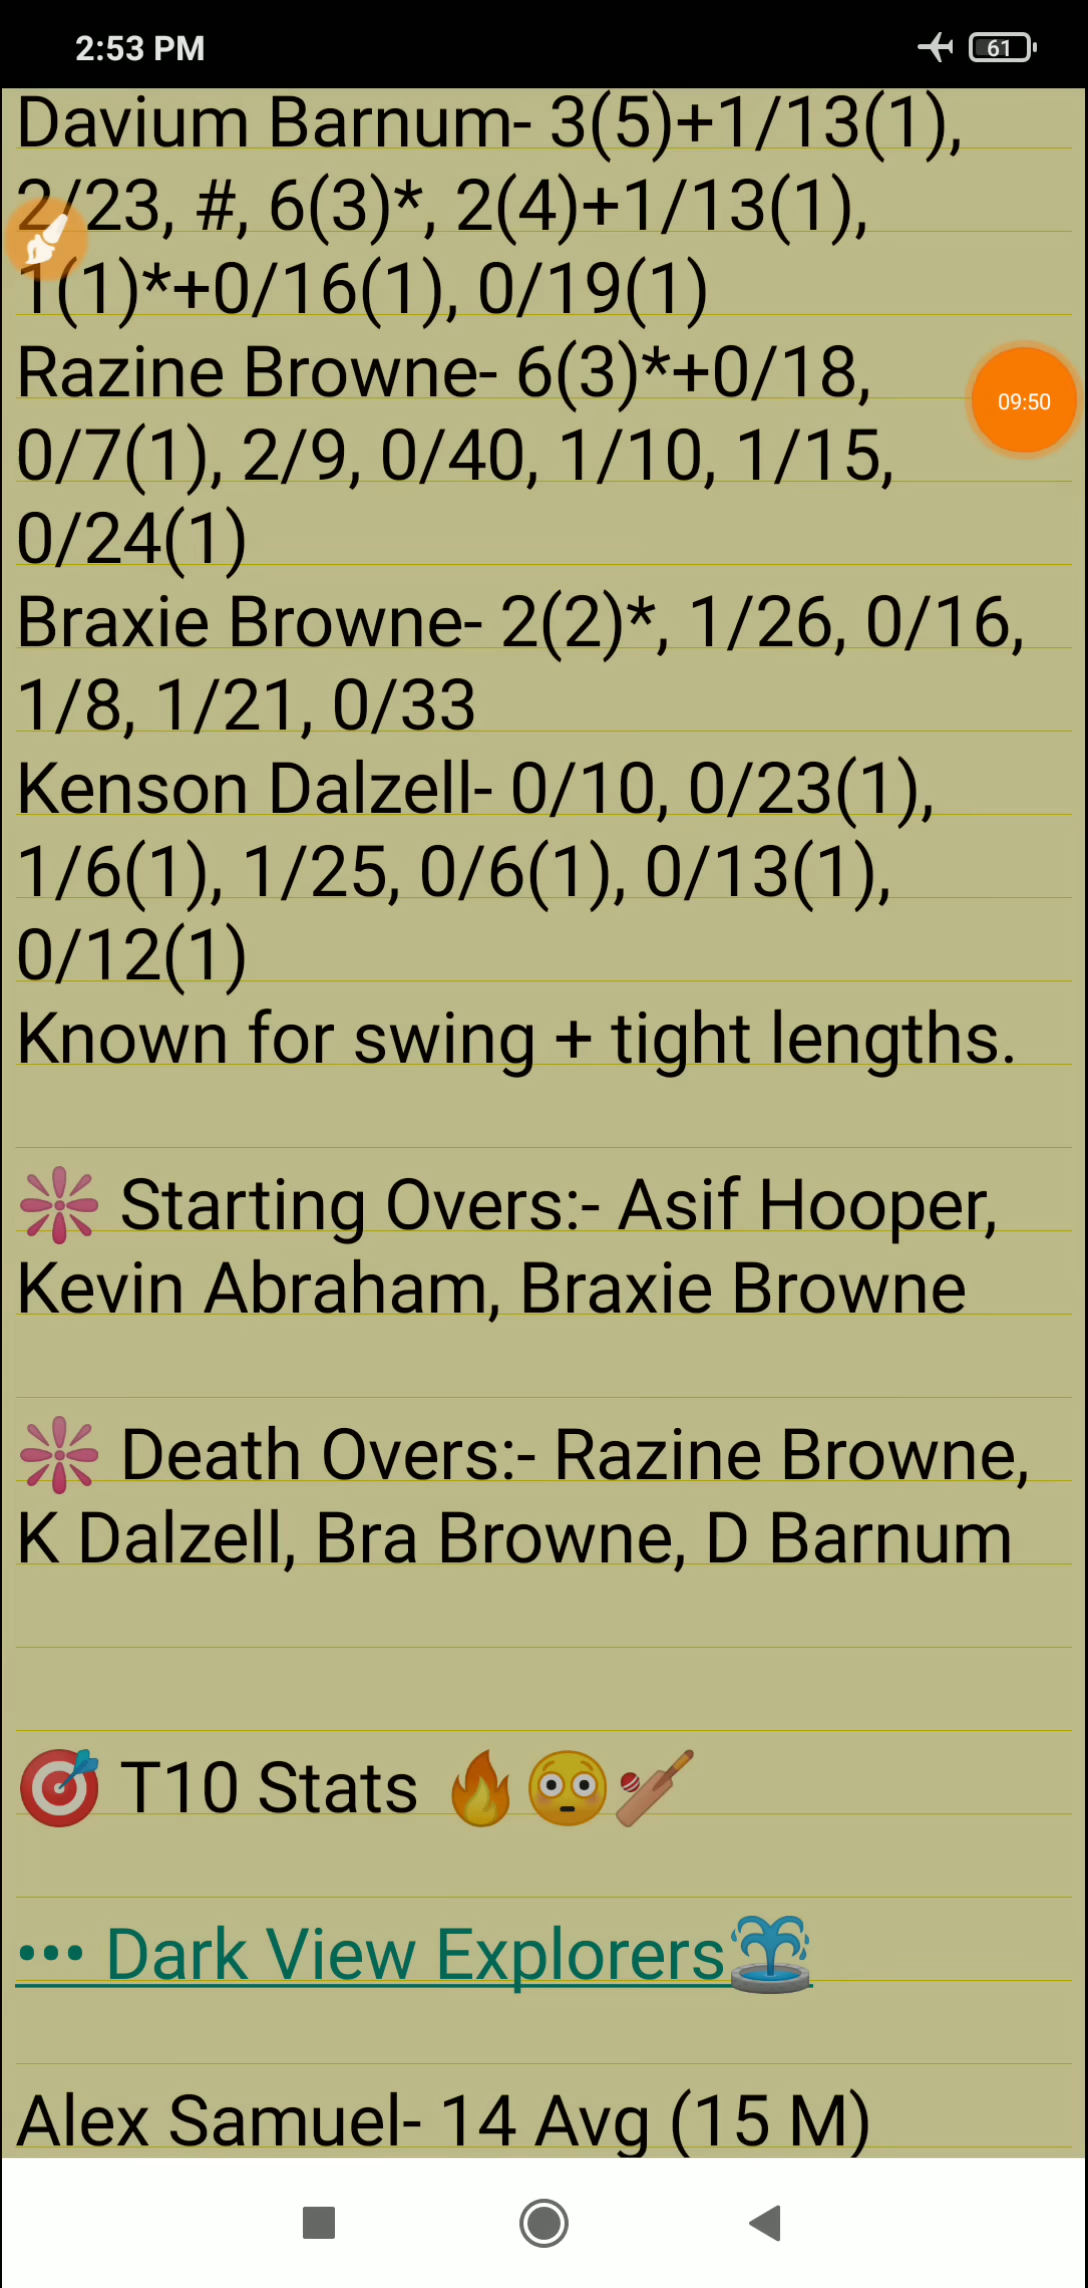 2:53 PM
61
Davium Barnum- 3(5)+1/13(1),
2/23, #, 6(3)*, 2(4)+1/13(1),
1(1)*+0/16(1), 0/19(1)
Razine Browne- 6(3)*+0/18,
09:50
0/7(1), 2/9, 0/40, 1/10, 1/15,
0/24(1)
Braxie Browne- 2(2)*, 1/26, 0/16,
1/8, 1/21, 0/33
Kenson Dalzell- 0/10, 0/23(1),
1/6(1), 1/25, 0/6(1), 0/13(1),
0/12(1)
Known for swing + tight lengths.
Starting Overs:- Asif Hooper,
Kevin Abraham, Braxie Browne
Death Overs:- Razine Browne,
K Dalzell, Bra Browne, D Barnum
🎯 T10 Stats 🔥😳🏏
••• Dark View Explorers⛲
Alex Samuel- 14 Avg (15 M)